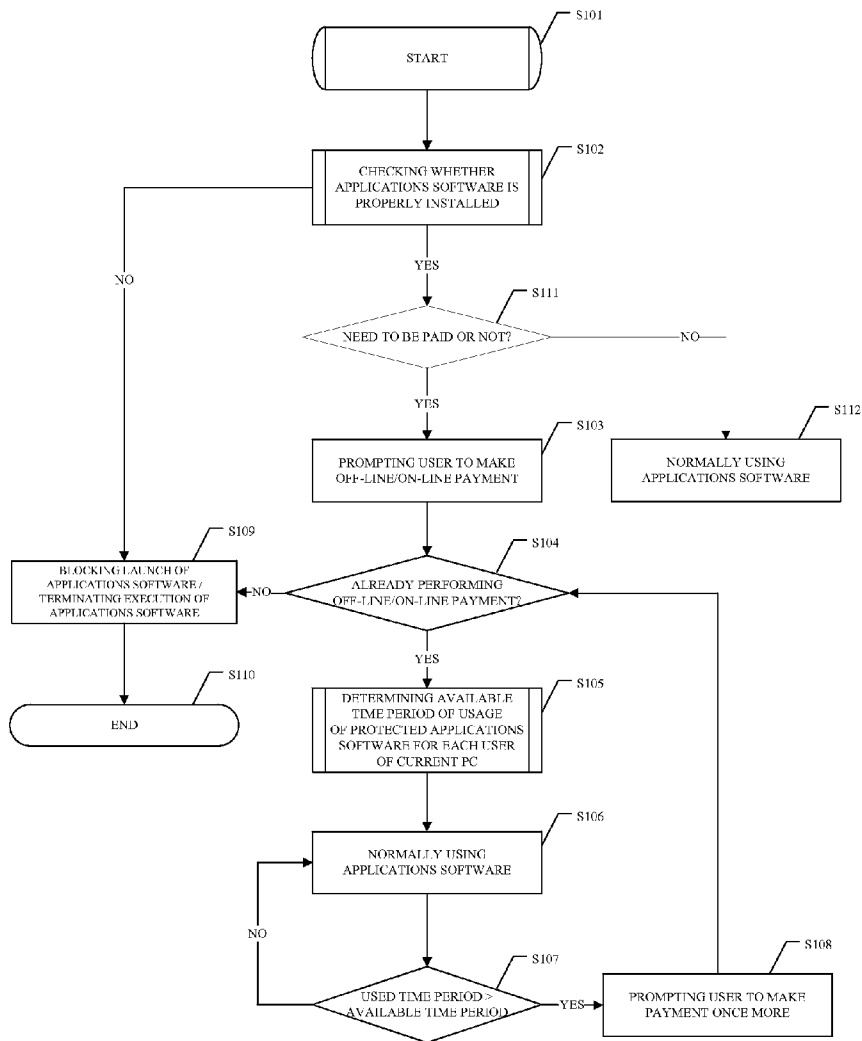 S101
START
S102
CHECKING WHETHER
APPLICATIONS SOFTWARE IS
PROPERLY INSTALLED
NO
YES
S111
NEED TO BE PAID OR NOT?
NO
YES
S103
S112
PROMPTING USER TO MAKE
OFF-LINE/ON-LINE PAYMENT
NORMALLY USING
APPLICATIONS SOFTWARE
S109
S104
BLOCKING LAUNCH OF
APPLICATIONS SOFTWARE /
TERMINATING EXECUTION OF
APPLICATIONS SOFTWARE
NO
ALREADY PERFORMING
OFF-LINE/ON-LINE PAYMENT?
YES
S110
END
S105
DETERMINING AVAILABLE
TIME PERIOD OF USAGE
OF PROTECTED APPLICATIONS
SOFTWARE FOR EACH USER
OF CURRENT PC
S106
NORMALLY USING
APPLICATIONS SOFTWARE
NO
S107
S108
USED TIME PERIOD >
AVAILABLE TIME PERIOD
YES
PROMPTING USER TO MAKE
PAYMENT ONCE MORE